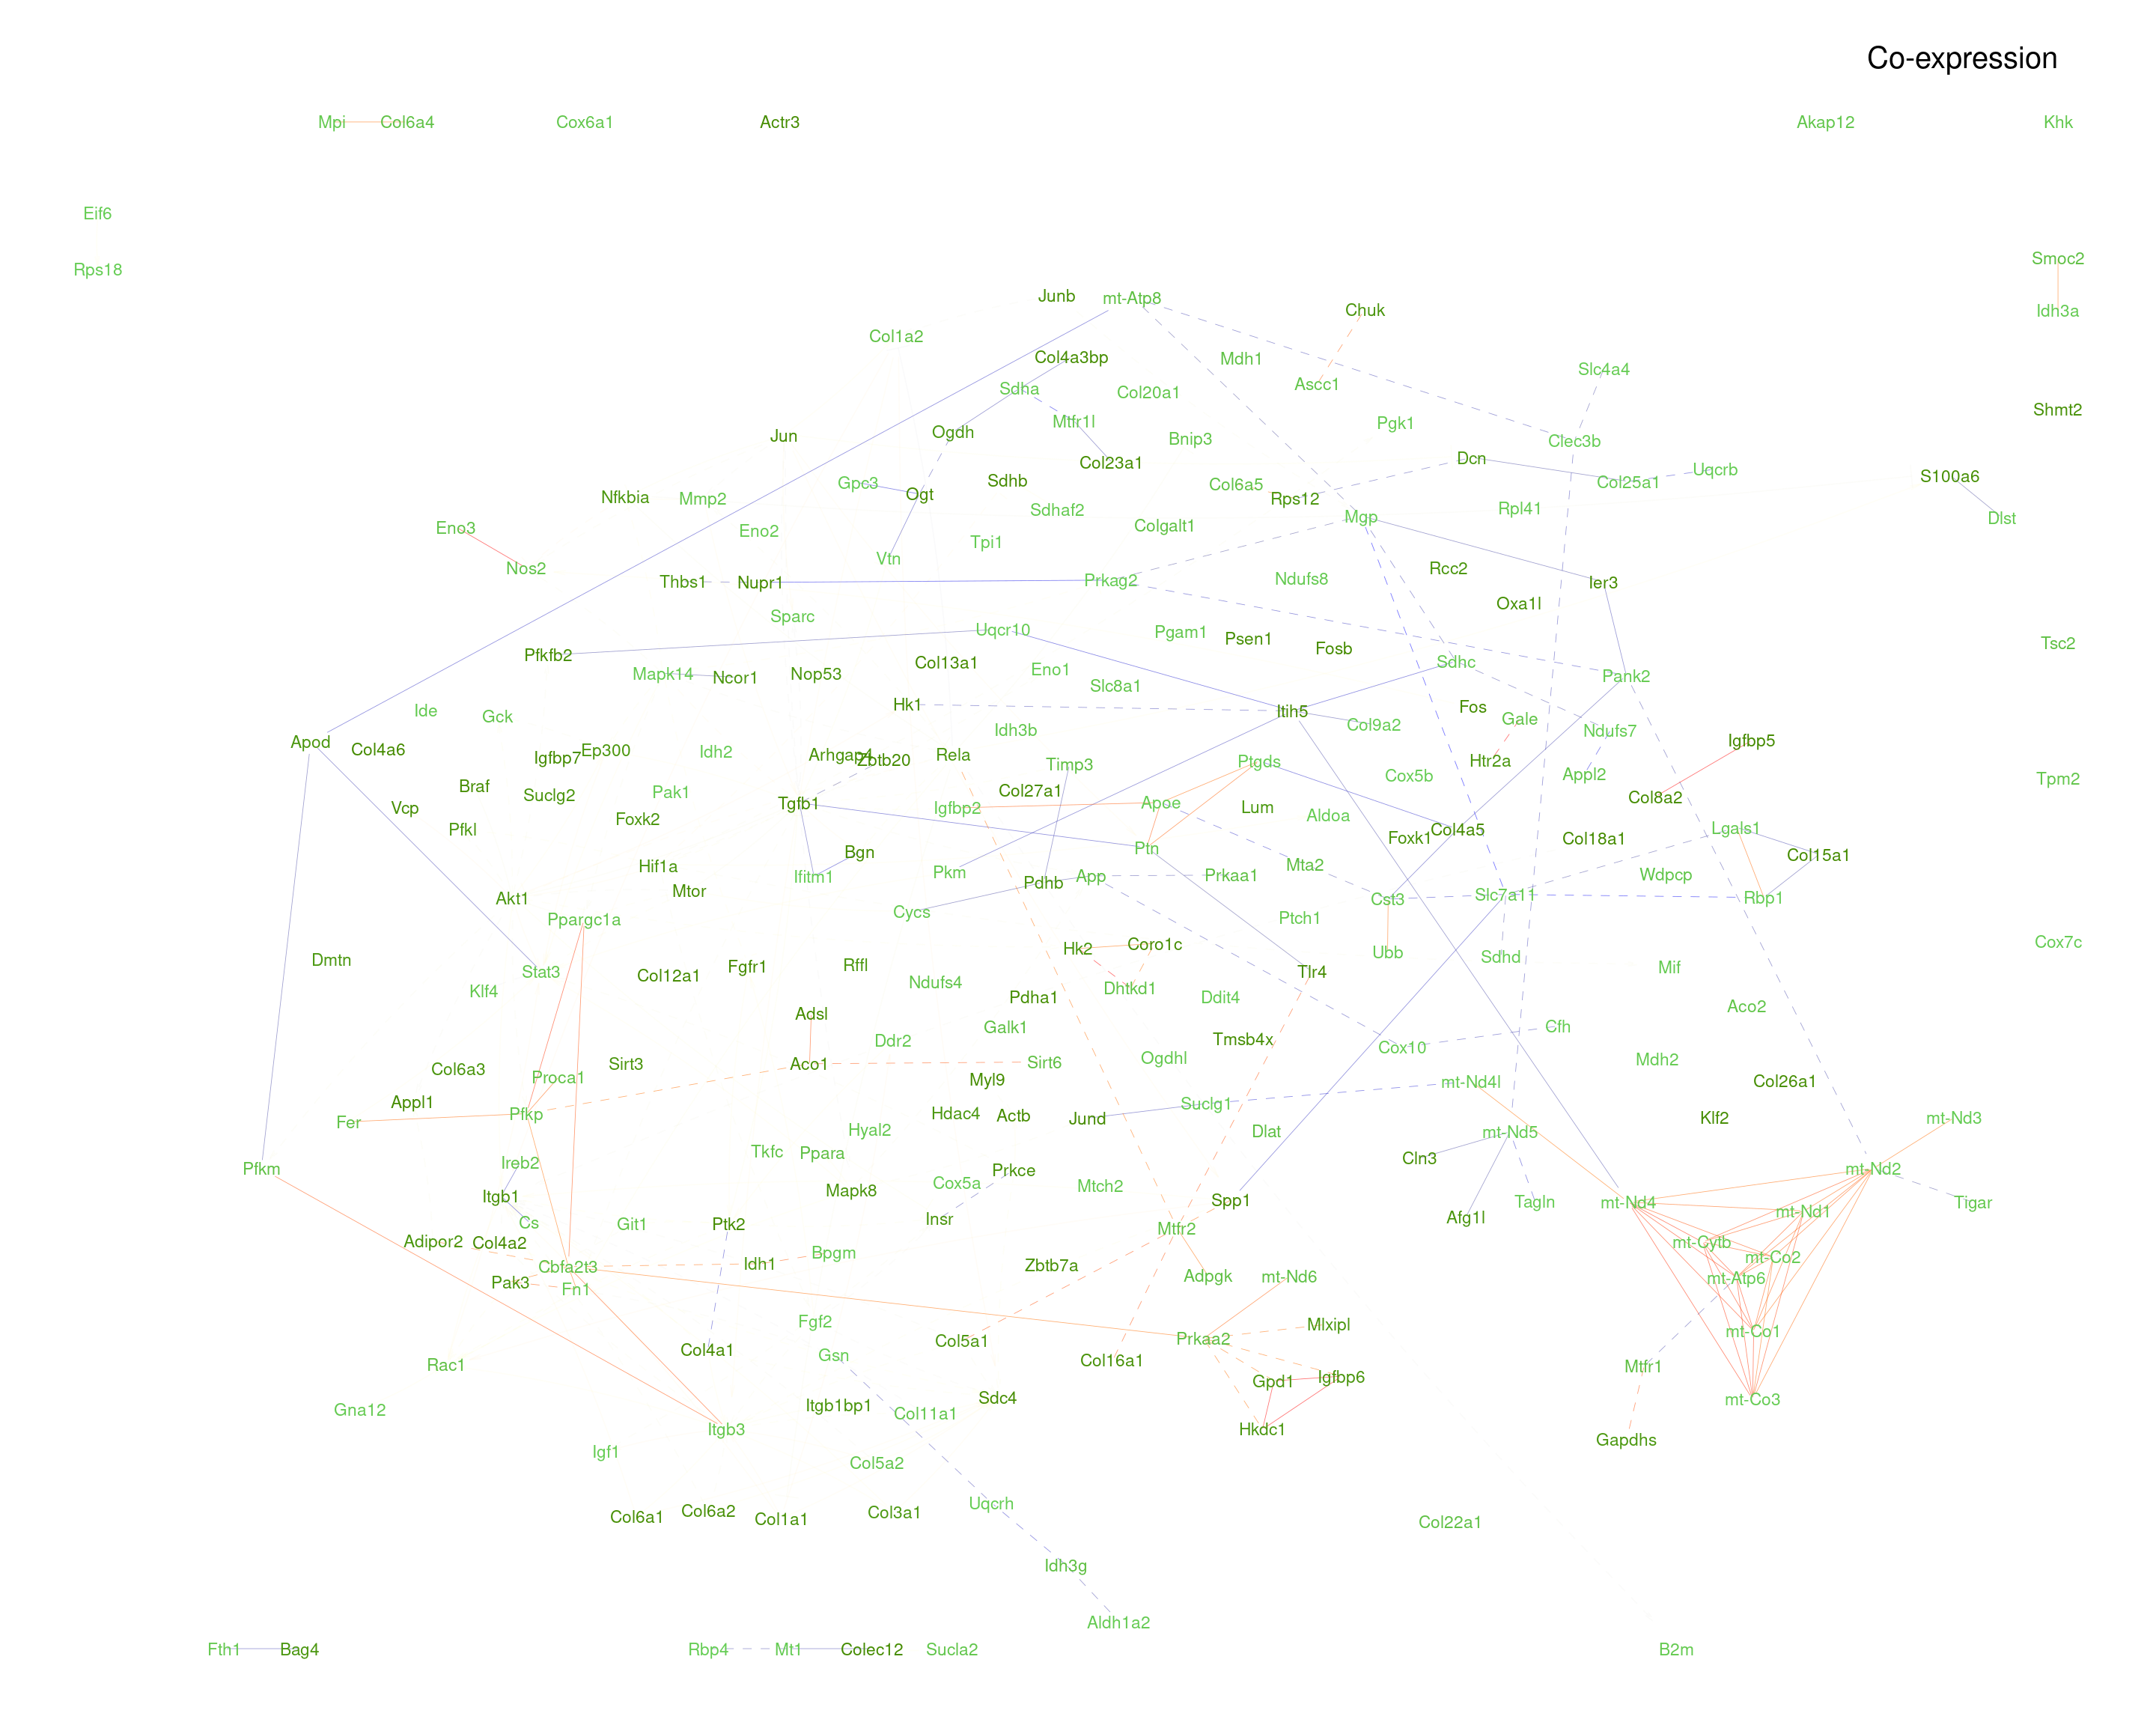 Co-expression
Mpi Col6a4 Cox6a1 Actr3 Akap12 Khk
Eif6
Smoc2
Rps18
Junb mt-Atp8
Chuk Idh3a
Col1a2
Col4a3bp Mdh1
Slc4a4
Sdha Col20a1 Ascc1
Shmt2
Mtfr1l Pgk1
Jun Ogdh Bnip3 Clec3b
Col23a1 Dcn
Uqcrb
Gpc3 Sdhb Col6a5 Col25a1 S100a6
Nfkbia Mmp2 Ogt Rps12
Sdhaf2 Rpl41
Eno3 Eno2 Colgalt1 Mgp Dlst
Tpi1
Nos2 Vtn Rcc2
Thbs1 Nupr1 Prkag2 Ndufs8 Ier3
Oxa1l
Sparc
Uqcr10 Pgam1 Psen1 Fosb Tsc2
Pfkfb2 Col13a1 Sdhc
Mapk14 Ncor1 Nop53 Eno1 Slc8a1 Pank2
Ide Gck Hk1 Itih5 Fos Gale
Idh3b Col9a2 Ndufs7
Apod Col4a6 Igfbp7 Ep300 Idh2 Arhgap4 Zbtb20 Rela Timp3 Ptgds Htr2a Igfbp5
Cox5b Appl2 Tpm2
Braf Suclg2 Pak1 Col27a1
Vcp Tgfb1 Igfbp2 Apoe Lum Col8a2
Pfkl Foxk2 Aldoa Foxk1 Col4a5 Col18a1 Lgals1
Hif1a Bgn Ptn Col15a1
Mtor Ifitm1 Pkm Pdhb App Prkaa1 Mta2 Wdpcp
Akt1 Cst3 Slc7a11 Rbp1
Ppargc1a Cycs Ptch1
Dmtn Hk2 Coro1c Ubb Sdhd Cox7c
Stat3 Col12a1 Fgfr1 Rffl Tlr4 Mif
Klf4 Ndufs4 Pdha1 Dhtkd1 Ddit4
Adsl Galk1 Aco2
Ddr2 Tmsb4x Cox10 Cfh
Col6a3 Sirt3 Aco1 Sirt6 Ogdhl Mdh2
Proca1 Myl9 mt-Nd4l Col26a1
Appl1 Suclg1
Fer Pfkp Hdac4 Actb Jund Klf2 mt-Nd3
Hyal2 Dlat mt-Nd5
Tkfc Ppara Cln3
Pfkm Ireb2 Prkce mt-Nd2
Itgb1 Mapk8 Cox5a Mtch2 Spp1 Tagln mt-Nd4 Tigar
Cs Git1 Ptk2 Insr Mtfr2 Afg1l mt-Nd1
Adipor2 Col4a2 Bpgm mt-Cytb
Cbfa2t3 Idh1 Zbtb7a mt-Co2
Pak3 Fn1 Adpgk mt-Nd6 mt-Atp6
Fgf2 Mlxipl mt-Co1
Rac1 Col4a1 Gsn Col5a1 Col16a1 Prkaa2 Mtfr1
Gna12 Itgb1bp1 Col11a1 Sdc4 Gpd1 Igfbp6 mt-Co3
Igf1 Itgb3 Hkdc1 Gapdhs
Col5a2
Col6a1 Col6a2 Col1a1 Col3a1 Uqcrh Col22a1
Idh3g
Aldh1a2
Fth1 Bag4 Rbp4 Mt1 Colec12 Sucla2 B2m